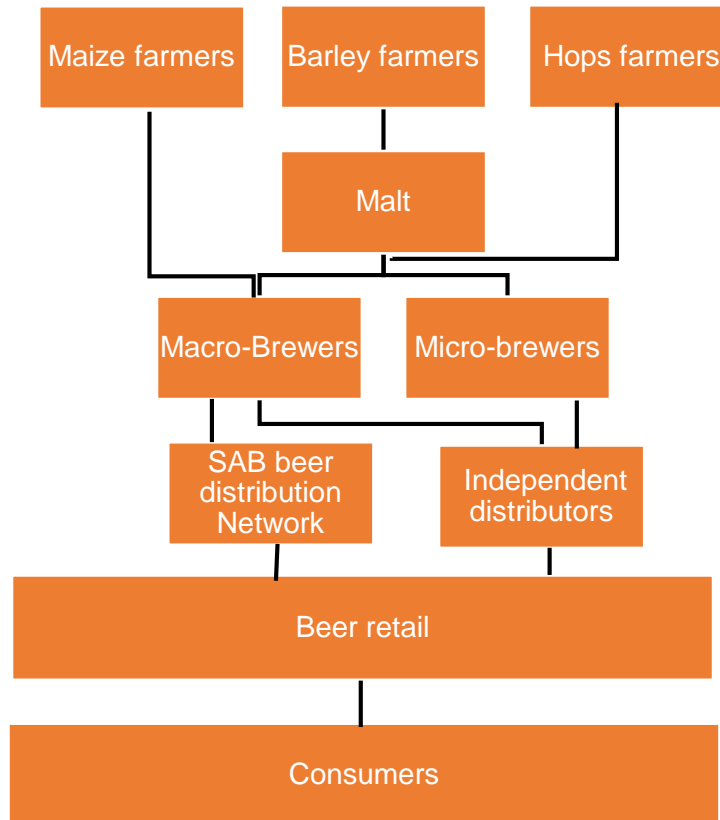 Maize farmers
Barley farmers
Hops farmers
Malt
Macro-Brewers
Micro-brewers
SAB beer
distribution
Network
Independent
distributors
Beer retail
Consumers